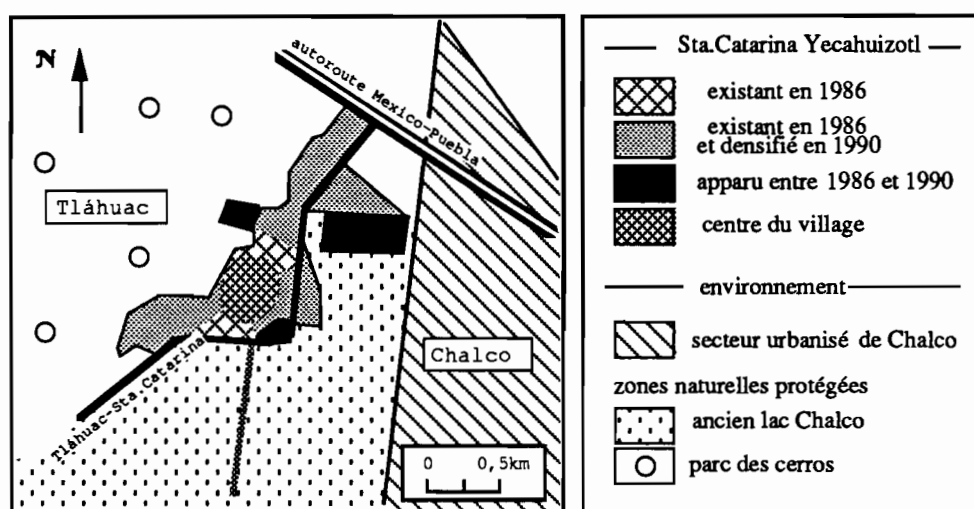 N
autoroute Mexico-Puebla
Tláhuac
Chalco
Tláhuac-Sta.Catarina
0 0,5km
Sta.Catarina Yecahuizotl
existant en 1986
existant en 1986
et densifié en 1990
apparu entre 1986 et 1990
centre du village
environnement
secteur urbanisé de Chalco
zones naturelles protégées
ancien lac Chalco
parc des cerros